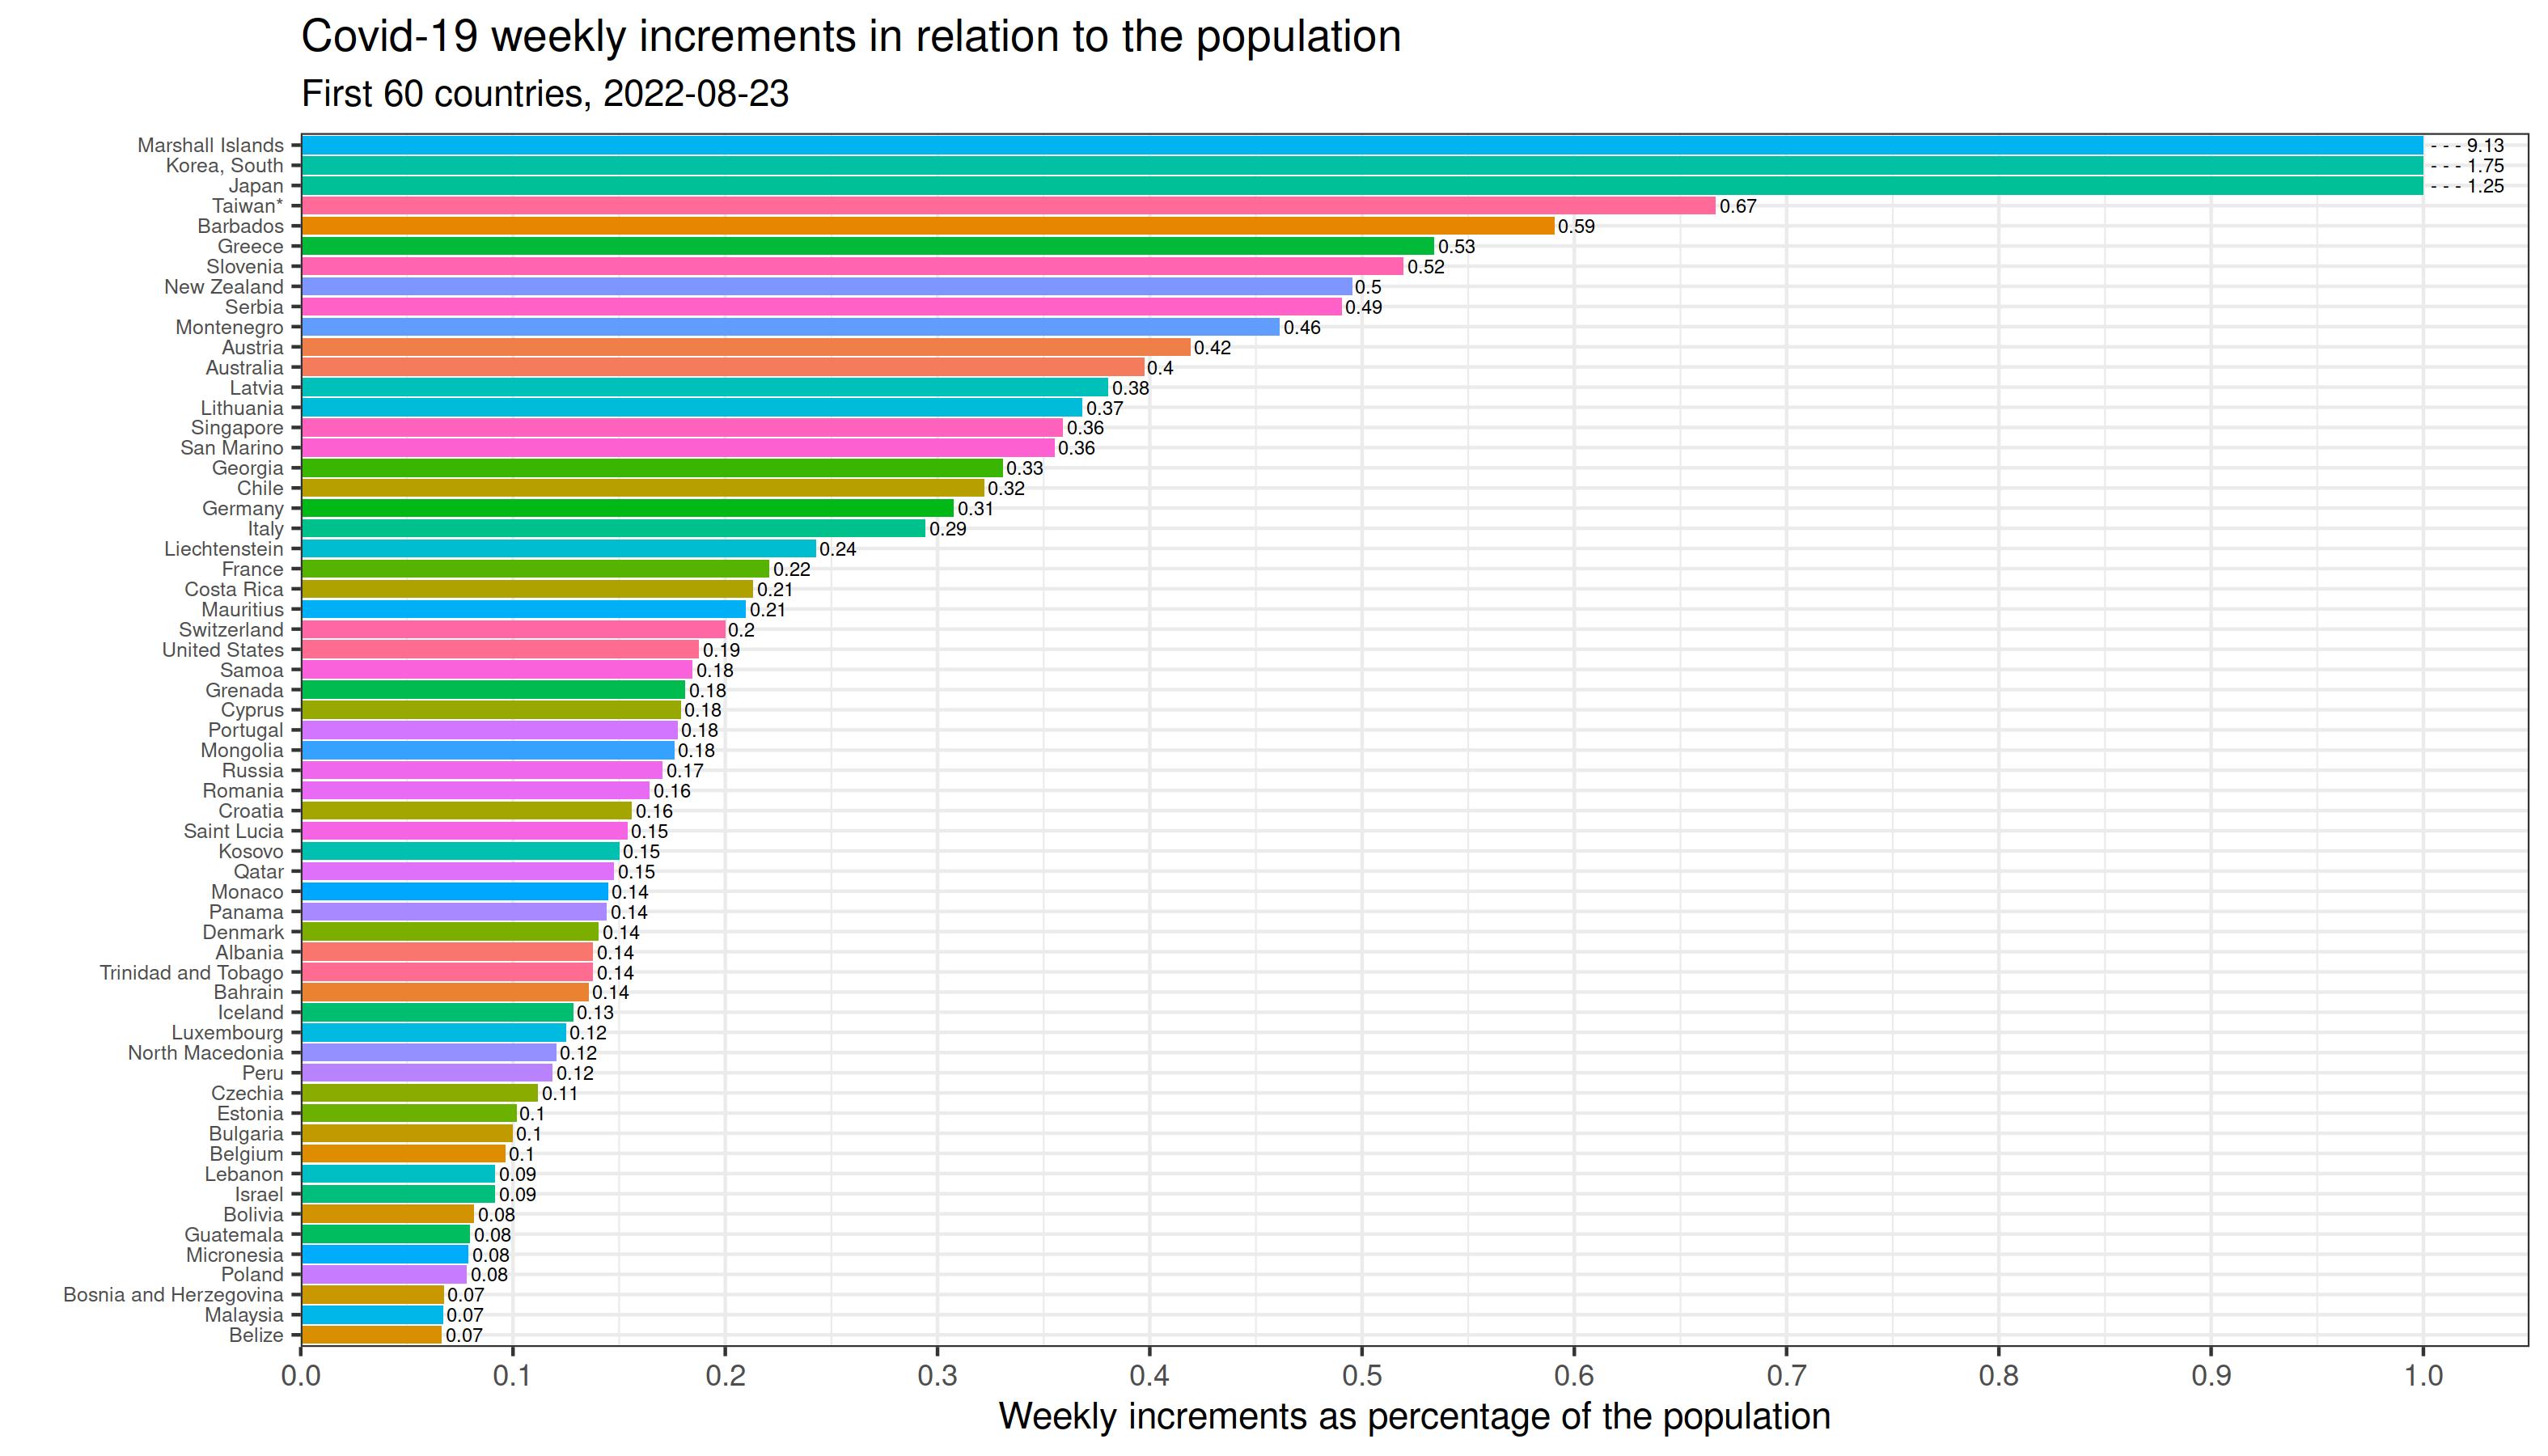 Covid-19 weekly increments in relation to the population
First 60 countries, 2022-08-23
Marshall Islands - - - 9.13
Korea, South - - - 1.75
Japan - - - 1.25
Taiwan* 0.67
Barbados 0.59
Greece 0.53
Slovenia 0.52
New Zealand 0.5
Serbia 0.49
Montenegro 0.46
Austria 0.42
Australia 0.4
Latvia 0.38
Lithuania 0.37
Singapore 0.36
San Marino 0.36
Georgia 0.33
Chile 0.32
Germany 0.31
Italy 0.29
Liechtenstein 0.24
France 0.22
Costa Rica 0.21
Mauritius 0.21
Switzerland 0.2
United States 0.19
Samoa 0.18
Grenada 0.18
Cyprus 0.18
Portugal 0.18
Mongolia 0.18
Russia 0.17
Romania 0.16
Croatia 0.16
Saint Lucia 0.15
Kosovo 0.15
Qatar 0.15
Monaco 0.14
Panama 0.14
Denmark 0.14
Albania 0.14
Trinidad and Tobago 0.14
Bahrain 0.14
Iceland 0.13
Luxembourg 0.12
North Macedonia 0.12
Peru 0.12
Czechia 0.11
Estonia 0.1
Bulgaria 0.1
Belgium 0.1
Lebanon 0.09
Israel 0.09
Bolivia 0.08
Guatemala 0.08
Micronesia 0.08
Poland 0.08
Bosnia and Herzegovina 0.07
Malaysia 0.07
Belize 0.07
0.0 0.1 0.2 0.3 0.4 0.5 0.6 0.7 0.8 0.9 1.0
Weekly increments as percentage of the population